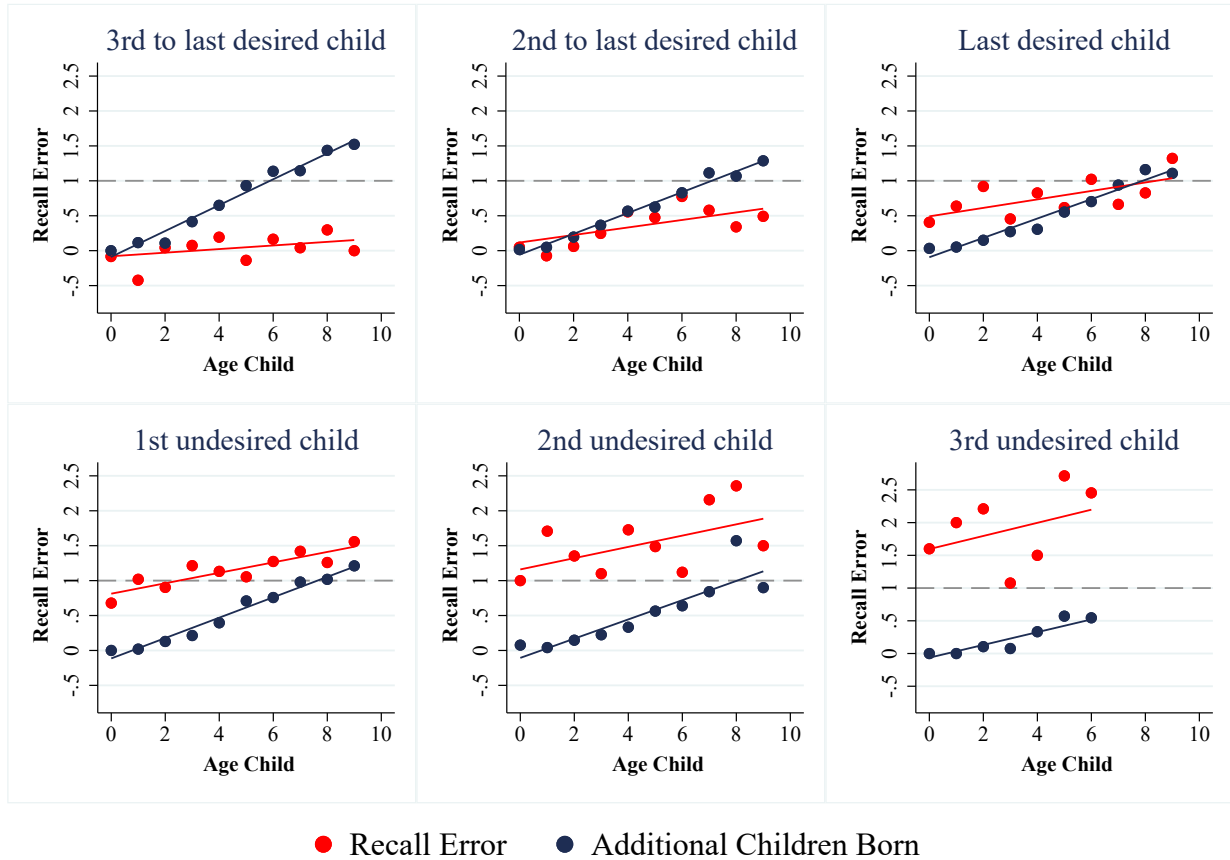 3rd to last desired child
2nd to last desired child
Last desired child
Recall Error
-.5 0 .5 1 1.5 2 2.5
0 2 4 6 8 10
Age Child
Recall Error
-.5 0 .5 1 1.5 2 2.5
0 2 4 6 8 10
Age Child
Recall Error
-.5 0 .5 1 1.5 2 2.5
0 2 4 6 8 10
Age Child
1st undesired child
2nd undesired child
3rd undesired child
Recall Error
-.5 0 .5 1 1.5 2 2.5
0 2 4 6 8 10
Age Child
Recall Error
-.5 0 .5 1 1.5 2 2.5
0 2 4 6 8 10
Age Child
Recall Error
-.5 0 .5 1 1.5 2 2.5
0 2 4 6 8 10
Age Child
Recall Error
Additional Children Born